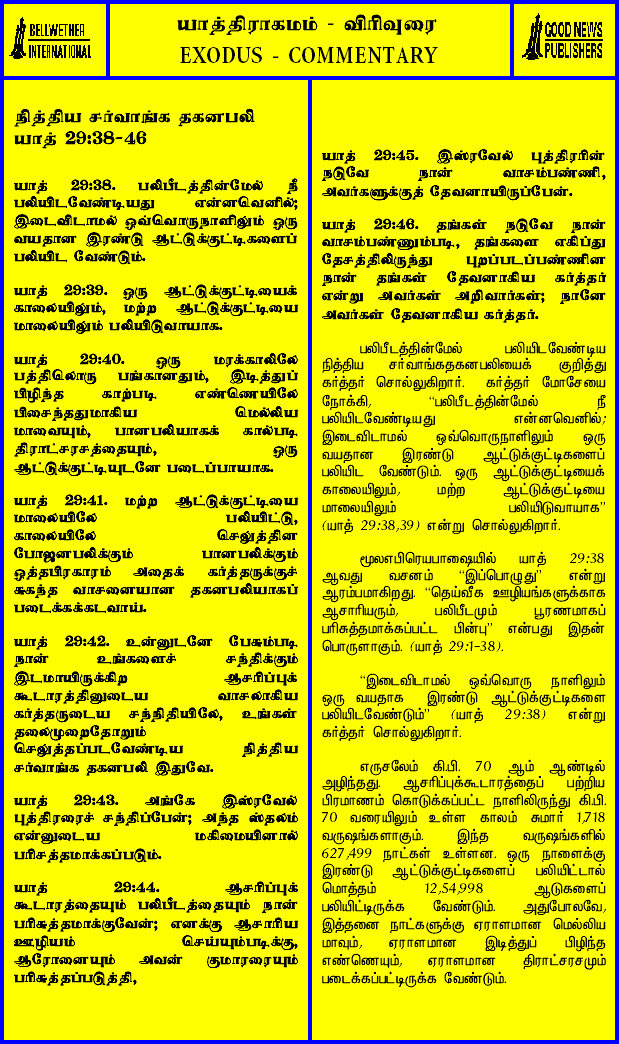 BELLWETHER
INTERNATIONAL
யாத்திராகமம் - விரிவுரை
EXODUS - COMMENTARY
GOOD NEWS
PUBLISHERS
நித்திய சர்வாங்க தகனபலி
யாத் 29:38-46
யாத் 29:38. பலிபீடத்தின்மேல் நீ
பலியிடவேண்டியது என்னவெனில்;
இடைவிடாமல் ஒவ்வொருநாளிலும் ஒரு
வயதான இரண்டு ஆட்டுக்குட்டிகளைப்
பலியிட வேண்டும்.
யாத் 29:39. ஒரு ஆட்டுக்குட்டியைக்
காலையிலும், மற்ற ஆட்டுக்குட்டியை
மாலையிலும் பலியிடுவாயாக.
யாத் 29:40. ஒரு மரக்காலிலே
பத்திலொரு பங்கானதும், இடித்துப்
பிழிந்த காற்படி எண்ணெயிலே
பிசைந்ததுமாகிய மெல்லிய
மாவையும், பானபலியாகக் கால்படி
திராட்சரசத்தையும், ஒரு
ஆட்டுக்குட்டியுடனே படைப்பாயாக.
யாத் 29:41. மற்ற ஆட்டுக்குட்டியை
மாலையிலே பலியிட்டு,
காலையிலே செலுத்தின
போஜனபலிக்கும் பானபலிக்கும்
ஒத்தபிரகாரம் அதைக் கர்த்தருக்குச்
சுகந்த வாசனையான தகனபலியாகப்
படைக்கக்கடவாய்.
யாத் 29:42. உன்னுடனே பேசும்படி
நான் உங்களைச் சந்திக்கும்
இடமாயிருக்கிற ஆசரிப்புக்
கூடாரத்தினுடைய வாசலாகிய
கர்த்தருடைய சந்நிதியிலே, உங்கள்
தலைமுறைதோறும்
செலுத்தப்படவேண்டிய நித்திய
சர்வாங்க தகனபலி இதுவே.
யாத் 29:43. அங்கே இஸ்ரவேல்
புத்திரரைச் சந்திப்பேன்; அந்த ஸ்தலம்
என்னுடைய மகிமையினால்
பரிசுத்தமாக்கப்படும்.
யாத் 29:44. ஆசரிப்புக்
கூடாரத்தையும் பலிபீடத்தையும் நான்
பரிசுத்தமாக்குவேன்; எனக்கு ஆசாரிய
ஊழியம் செய்யும்படிக்கு,
ஆரோனையும் அவன் குமாரரையும்
பரிசுத்தப்படுத்தி,
யாத் 29:45. இஸ்ரவேல் புத்திரரின்
நடுவே நான் வாசம்பண்ணி,
அவர்களுக்குத் தேவனாயிருப்பேன்.
யாத் 29:46. தங்கள் நடுவே நான்
வாசம்பண்ணும்படி, தங்களை எகிப்து
தேசத்திலிருந்து புறப்படப்பண்ணின
நான் தங்கள் தேவனாகிய கர்த்தர்
என்று அவர்கள் அறிவார்கள்; நானே
அவர்கள் தேவனாகிய கர்த்தர்.
பலிபீடத்தின்மேல் பலியிடவேண்டிய
நித்திய சர்வாங்கதகனபலியைக் குறித்து
கர்த்தர் சொல்லுகிறார். கர்த்தர் மோசேயை
நோக்கி, "பலிபீடத்தின்மேல் நீ
பலியிடவேண்டியது என்னவெனில்;
இடைவிடாமல் ஒவ்வொருநாளிலும் ஒரு
வயதான இரண்டு ஆட்டுக்குட்டிகளைப்
பலியிட வேண்டும். ஒரு ஆட்டுக்குட்டியைக்
காலையிலும், மற்ற ஆட்டுக்குட்டியை
மாலையிலும் பலியிடுவாயாக"
(யாத் 29:38,39) என்று சொல்லுகிறார்.
மூலஎபிரெயபாஷையில் யாத் 29:38
ஆவது வசனம் "இப்பொழுது" என்று
ஆரம்பமாகிறது. "தெய்வீக ஊழியங்களுக்காக
ஆசாரியரும், பலிபீடமும் பூரணமாகப்
பரிசுத்தமாக்கப்பட்ட பின்பு" என்பது இதன்
பொருளாகும். (யாத் 29:1-38).
"இடைவிடாமல் ஒவ்வொரு நாளிலும்
ஒரு வயதாக இரண்டு ஆட்டுக்குட்டிகளை
பலியிடவேண்டும்" (யாத் 29:38) என்று
கர்த்தர் சொல்லுகிறார்.
எருசலேம் கி.பி. 70 ஆம் ஆண்டில்
அழிந்தது. ஆசரிப்புக்கூடாரத்தைப் பற்றிய
பிரமாணம் கொடுக்கப்பட்ட நாளிலிருந்து கி.பி.
70 வரையிலும் உள்ள காலம் சுமார் 1,718
வருஷங்களாகும். இந்த வருஷங்களில்
627,499 நாட்கள் உள்ளன. ஒரு நாளைக்கு
இரண்டு ஆட்டுக்குட்டிகளைப் பலியிட்டால்
மொத்தம் 12,54,998 ஆடுகளைப்
பலியிட்டிருக்க வேண்டும். அதுபோலவே,
இத்தனை நாட்களுக்கு ஏராளமான மெல்லிய
மாவும், ஏராளமான இடித்துப் பிழிந்த
எண்ணெயும், ஏராளமான திராட்சரசமும்
படைக்கப்பட்டிருக்க வேண்டும்.